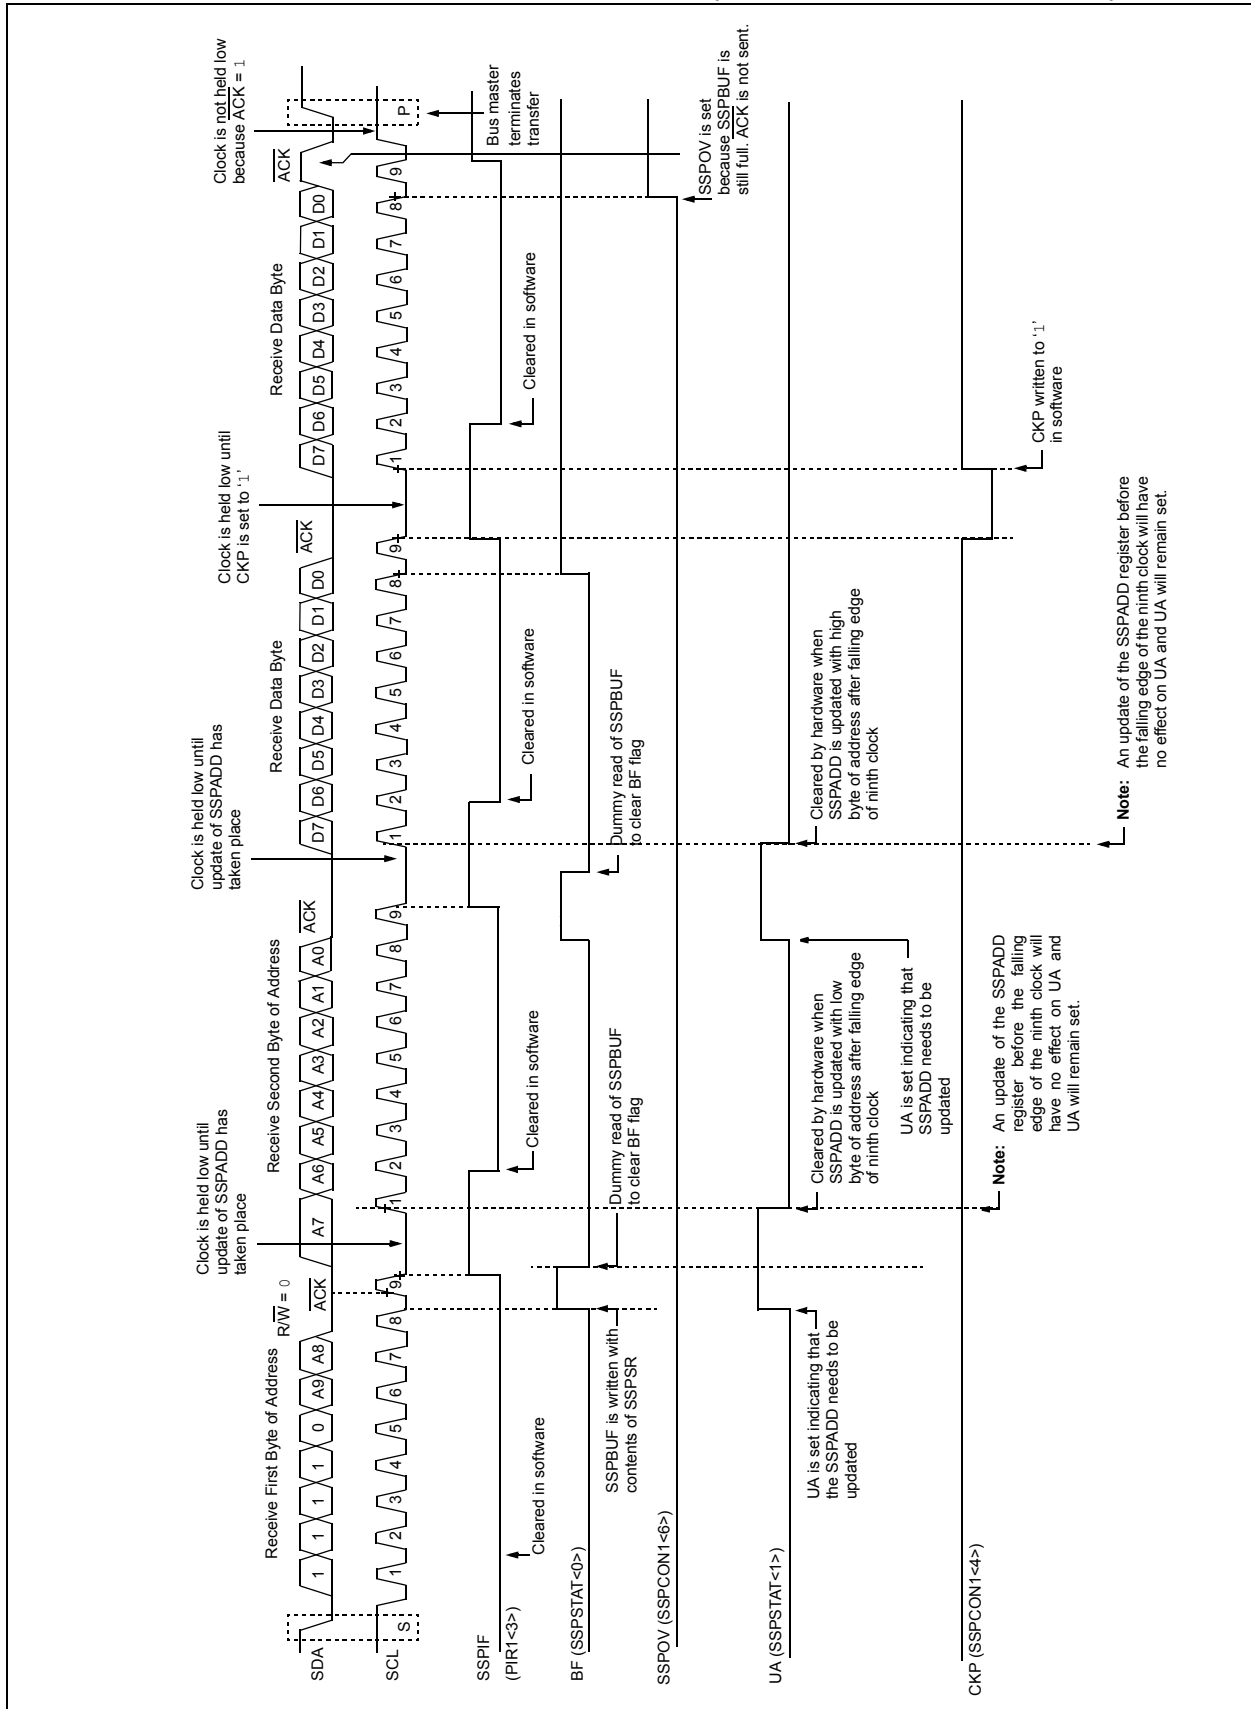 Receive First Byte of Address
R/W = 0
ACK
Clock is held low until
update of SSPADD has
taken place
Receive Second Byte of Address
ACK
Clock is held low until
update of SSPADD has
taken place
Receive Data Byte
ACK
Clock is held low until
CKP is set to ‘1’
Receive Data Byte
ACK
Clock is not held low
because ACK = 1
SDA
1 1 1 1 0 A9 A8
A7 A6 A5 A4 A3 A2 A1 A0
D7 D6 D5 D4 D3 D2 D1 D0
D7 D6 D5 D4 D3 D2 D1 D0
SCL
S
1 2 3 4 5 6 7 8 9
1 2 3 4 5 6 7 8 9
1 2 3 4 5 6 7 8 9
1 2 3 4 5 6 7 8 9
P
Bus master
terminates
transfer
SSPIF
(PIR1<3>)
Cleared in software
Cleared in software
Cleared in software
Cleared in software
BF (SSPSTAT<0>)
SSPBUF is written with
contents of SSPSR
Dummy read of SSPBUF
to clear BF flag
Dummy read of SSPBUF
to clear BF flag
SSPOV (SSPCON1<6>)
SSPOV is set
because SSPBUF is
still full. ACK is not sent.
UA (SSPSTAT<1>)
UA is set indicating that
the SSPADD needs to be
updated
Cleared by hardware when
SSPADD is updated with low
byte of address after falling edge
of ninth clock
UA is set indicating that
SSPADD needs to be
updated
Cleared by hardware when
SSPADD is updated with high
byte of address after falling edge
of ninth clock
CKP (SSPCON1<4>)
CKP written to ‘1’
in software
Note: An update of the SSPADD
register before the falling
edge of the ninth clock will
have no effect on UA and
UA will remain set.
Note: An update of the SSPADD register before
the falling edge of the ninth clock will have
no effect on UA and UA will remain set.